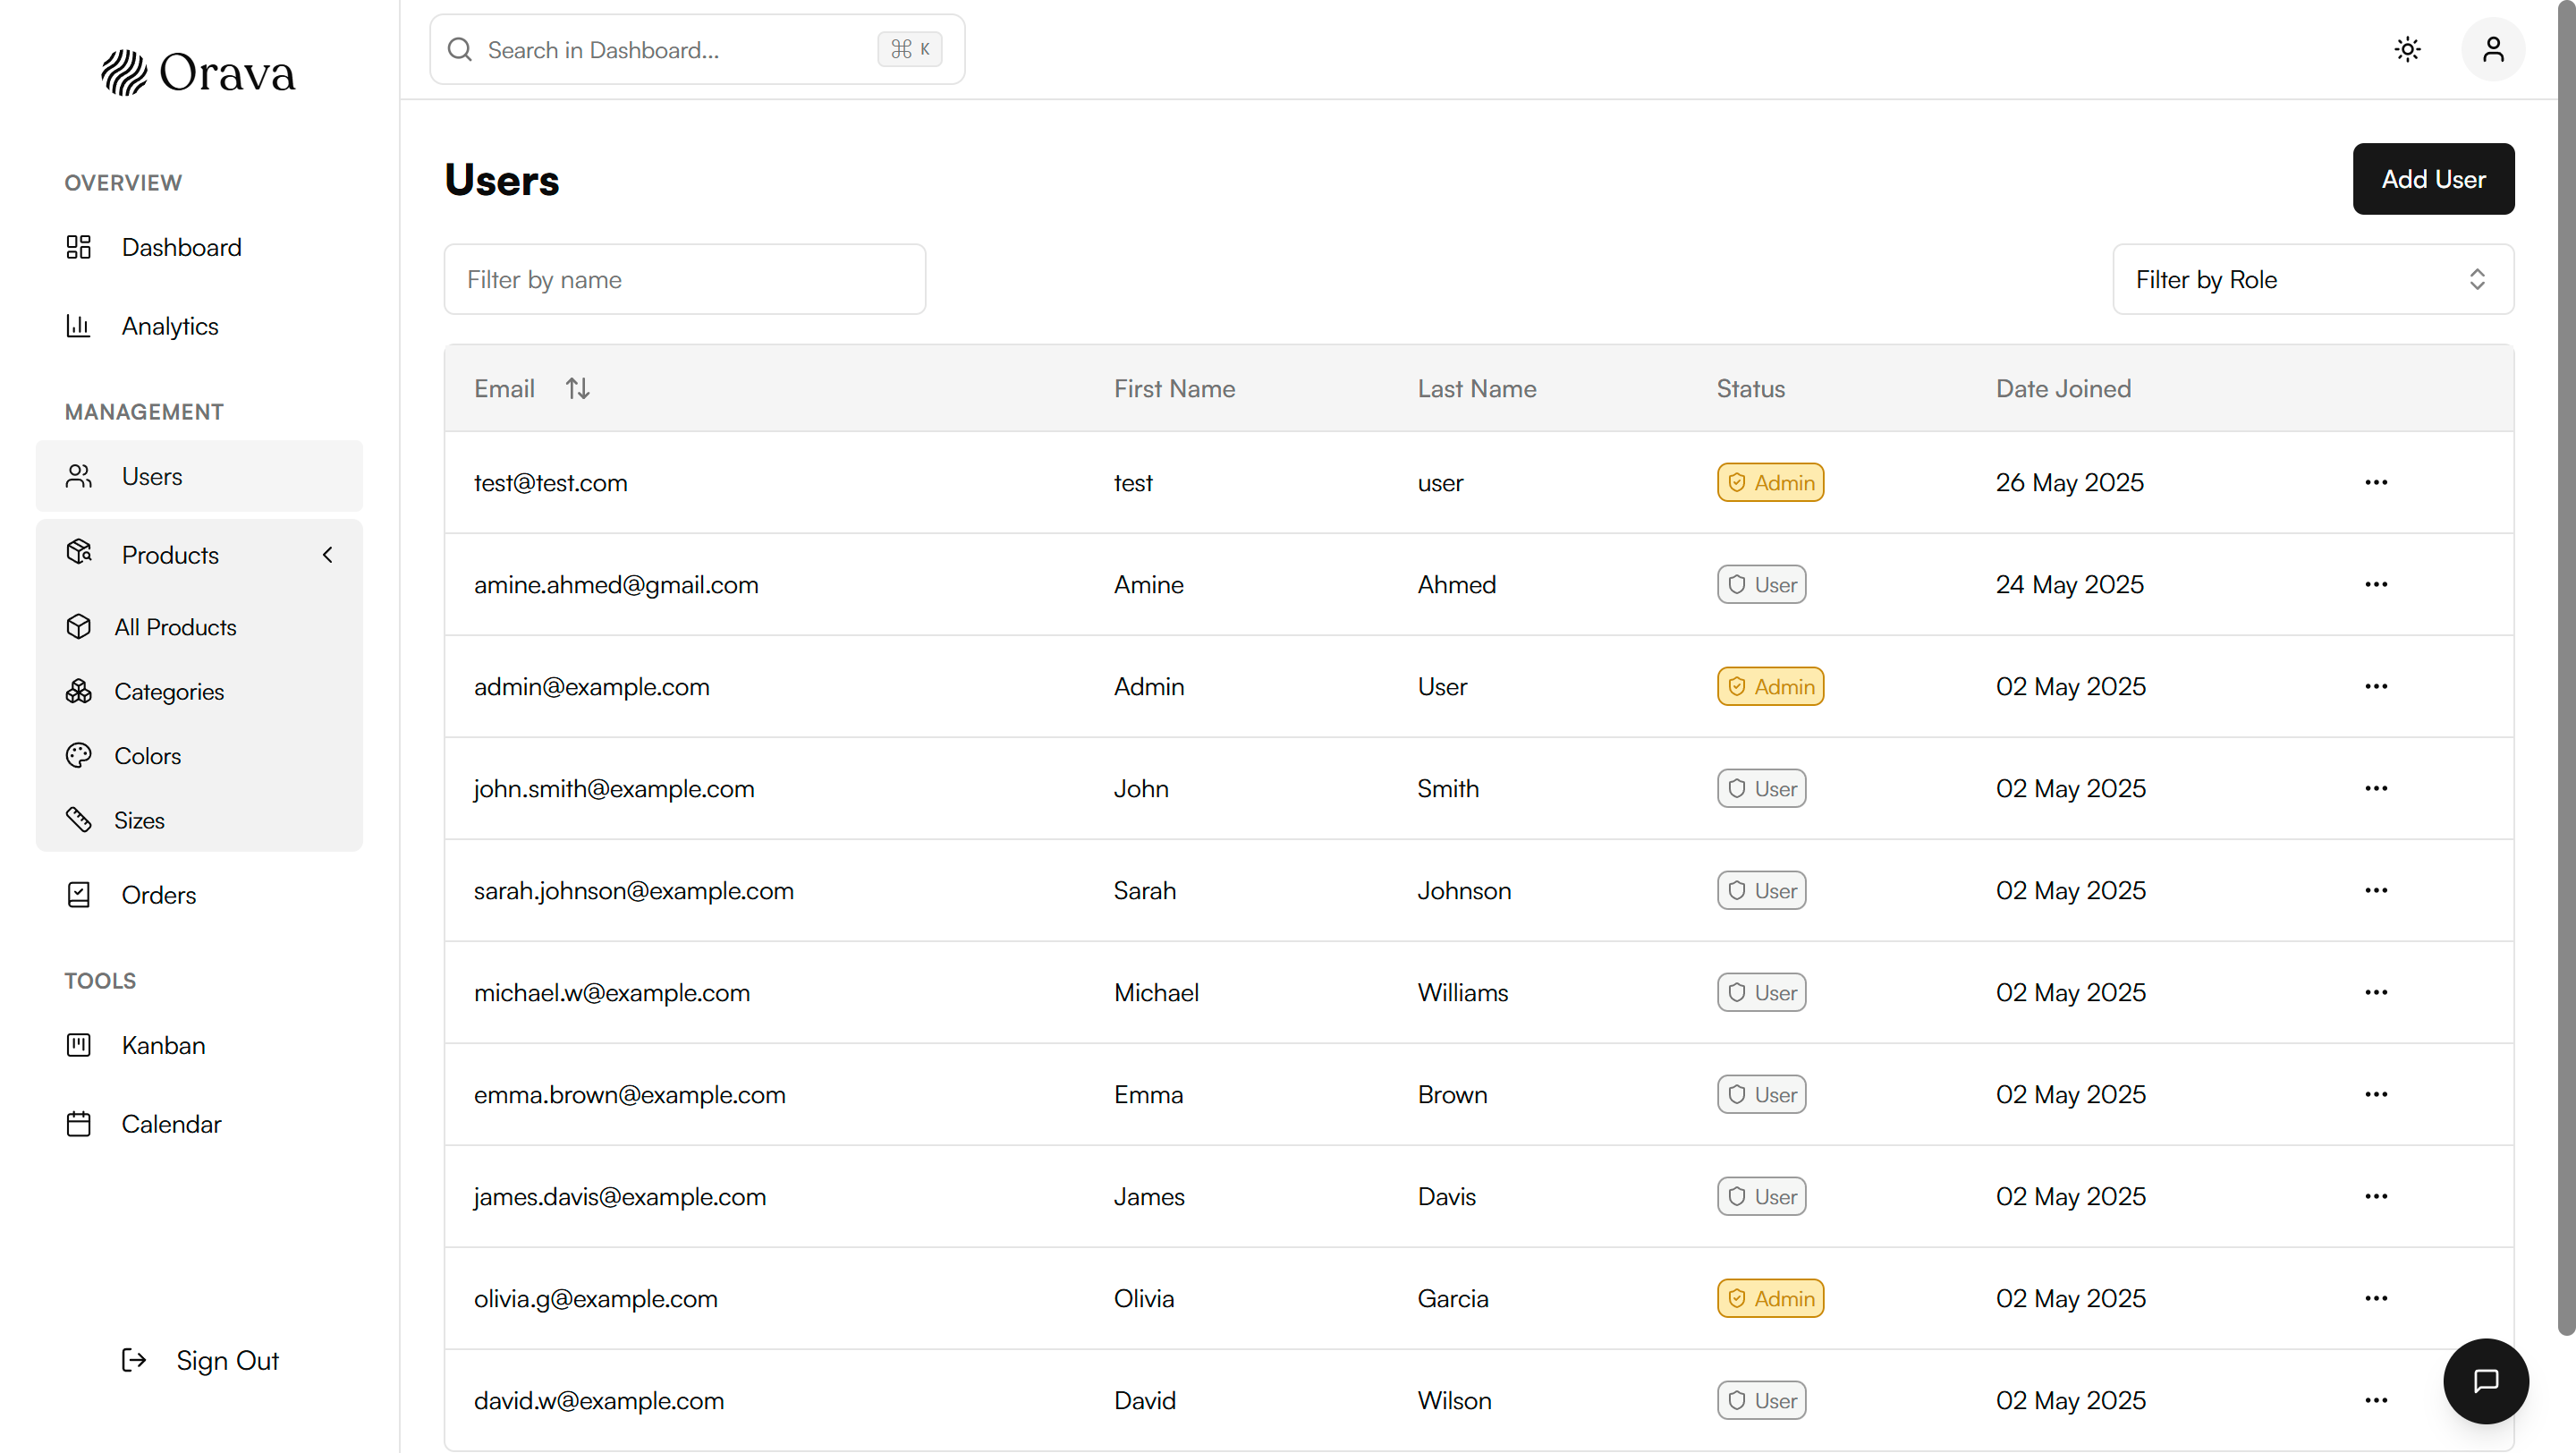 Orava
OVERVIEW
Dashboard
Analytics
MANAGEMENT
Users
Products
All Products
Categories
Colors
Sizes
Orders
TOOLS
Kanban
Calendar
Sign Out
Search in Dashboard... ⌘ K
Users
Add User
Filter by name
Filter by Role
Email First Name Last Name Status Date Joined
test@test.com test user Admin 26 May 2025
amine.ahmed@gmail.com Amine Ahmed User 24 May 2025
admin@example.com Admin User Admin 02 May 2025
john.smith@example.com John Smith User 02 May 2025
sarah.johnson@example.com Sarah Johnson User 02 May 2025
michael.w@example.com Michael Williams User 02 May 2025
emma.brown@example.com Emma Brown User 02 May 2025
james.davis@example.com James Davis User 02 May 2025
olivia.g@example.com Olivia Garcia Admin 02 May 2025
david.w@example.com David Wilson User 02 May 2025